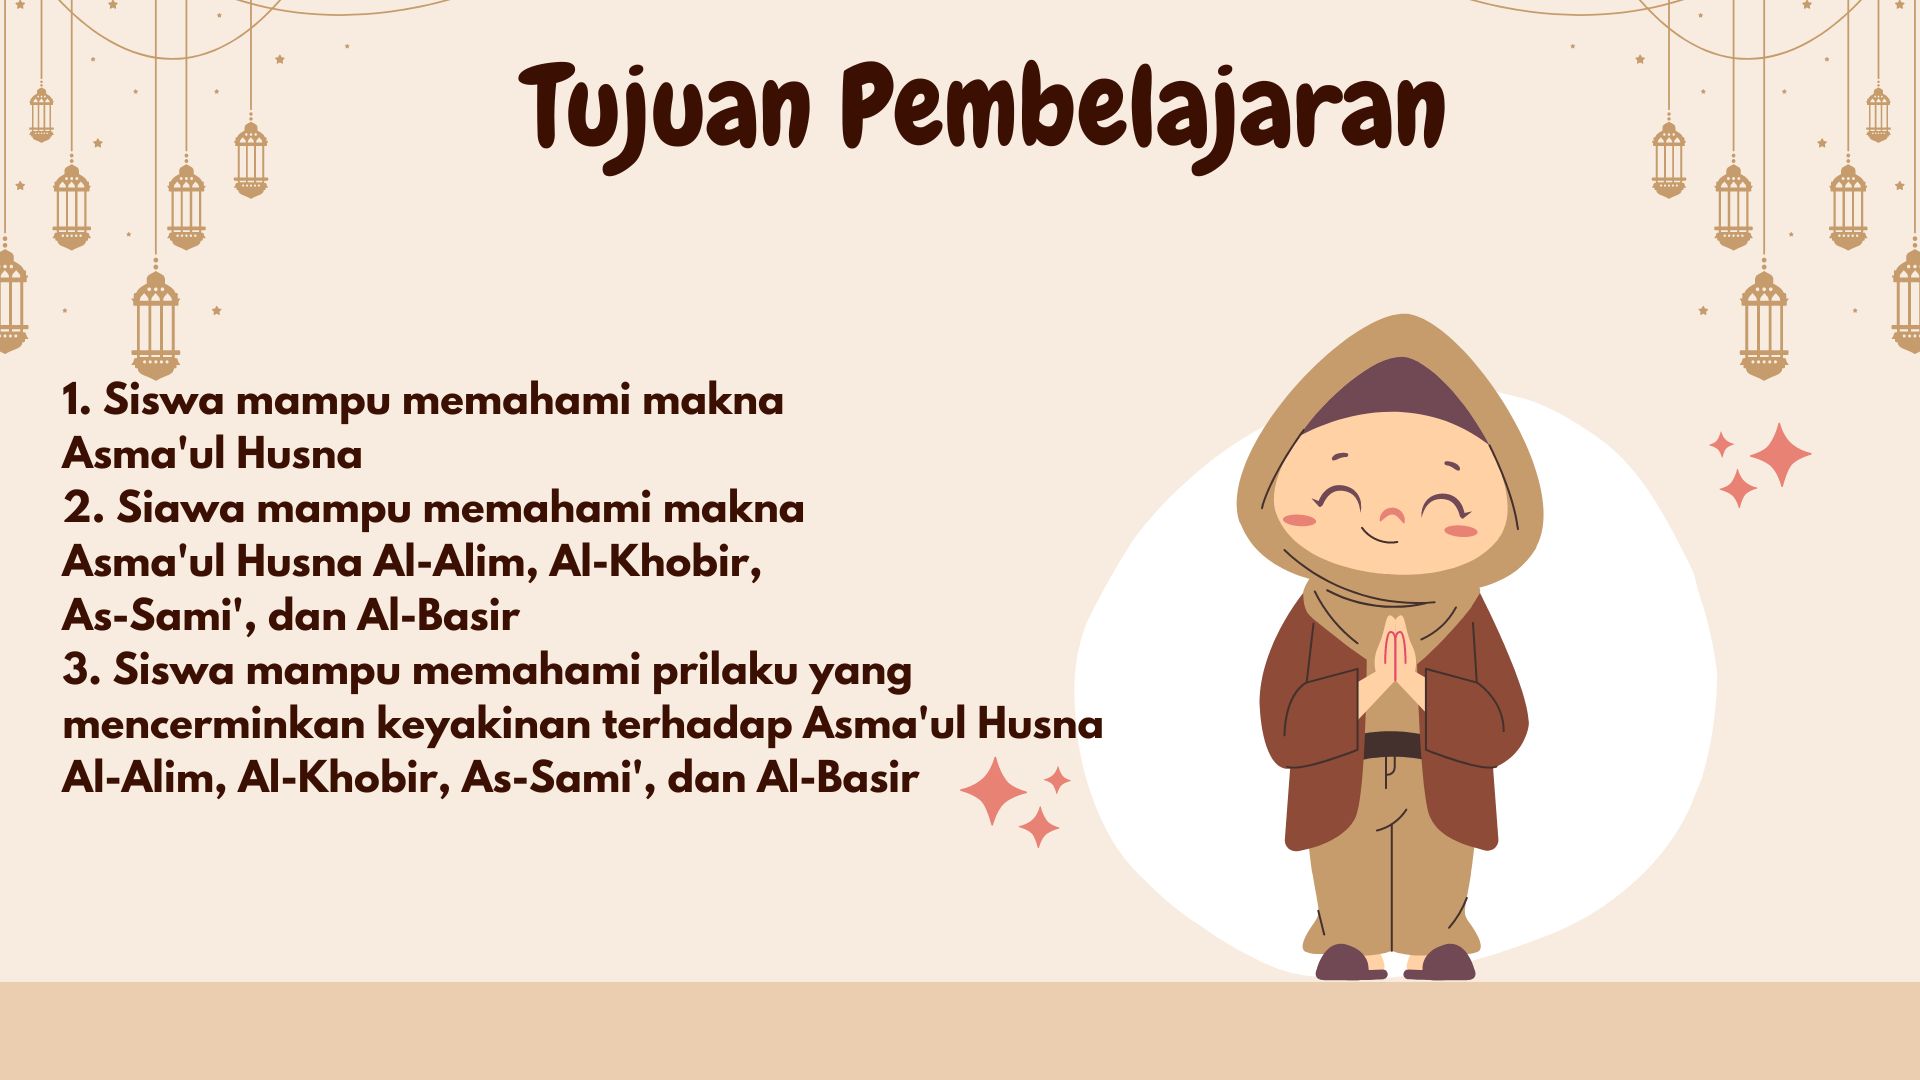 Tujuan Pembelajaran
1. Siswa mampu memahami makna
Asma'ul Husna
2. Siawa mampu memahami makna
Asma'ul Husna Al-Alim, Al-Khobir,
As-Sami', dan Al-Basir
3. Siswa mampu memahami prilaku yang
mencerminkan keyakinan terhadap Asma'ul Husna
Al-Alim, Al-Khobir, As-Sami', dan Al-Basir